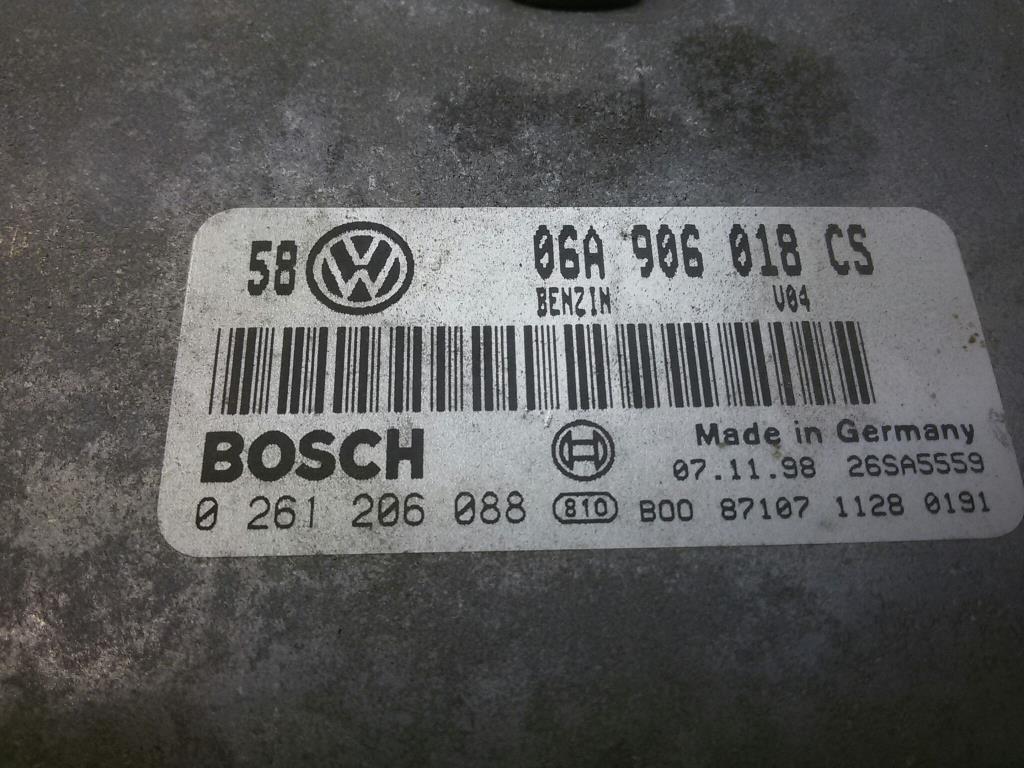 58 VW 06A 906 018 CS
BENZIN V04
BOSCH Made in Germany
07.11.98 26SA5559
0 261 206 088 810 B00 87107 1128 0191